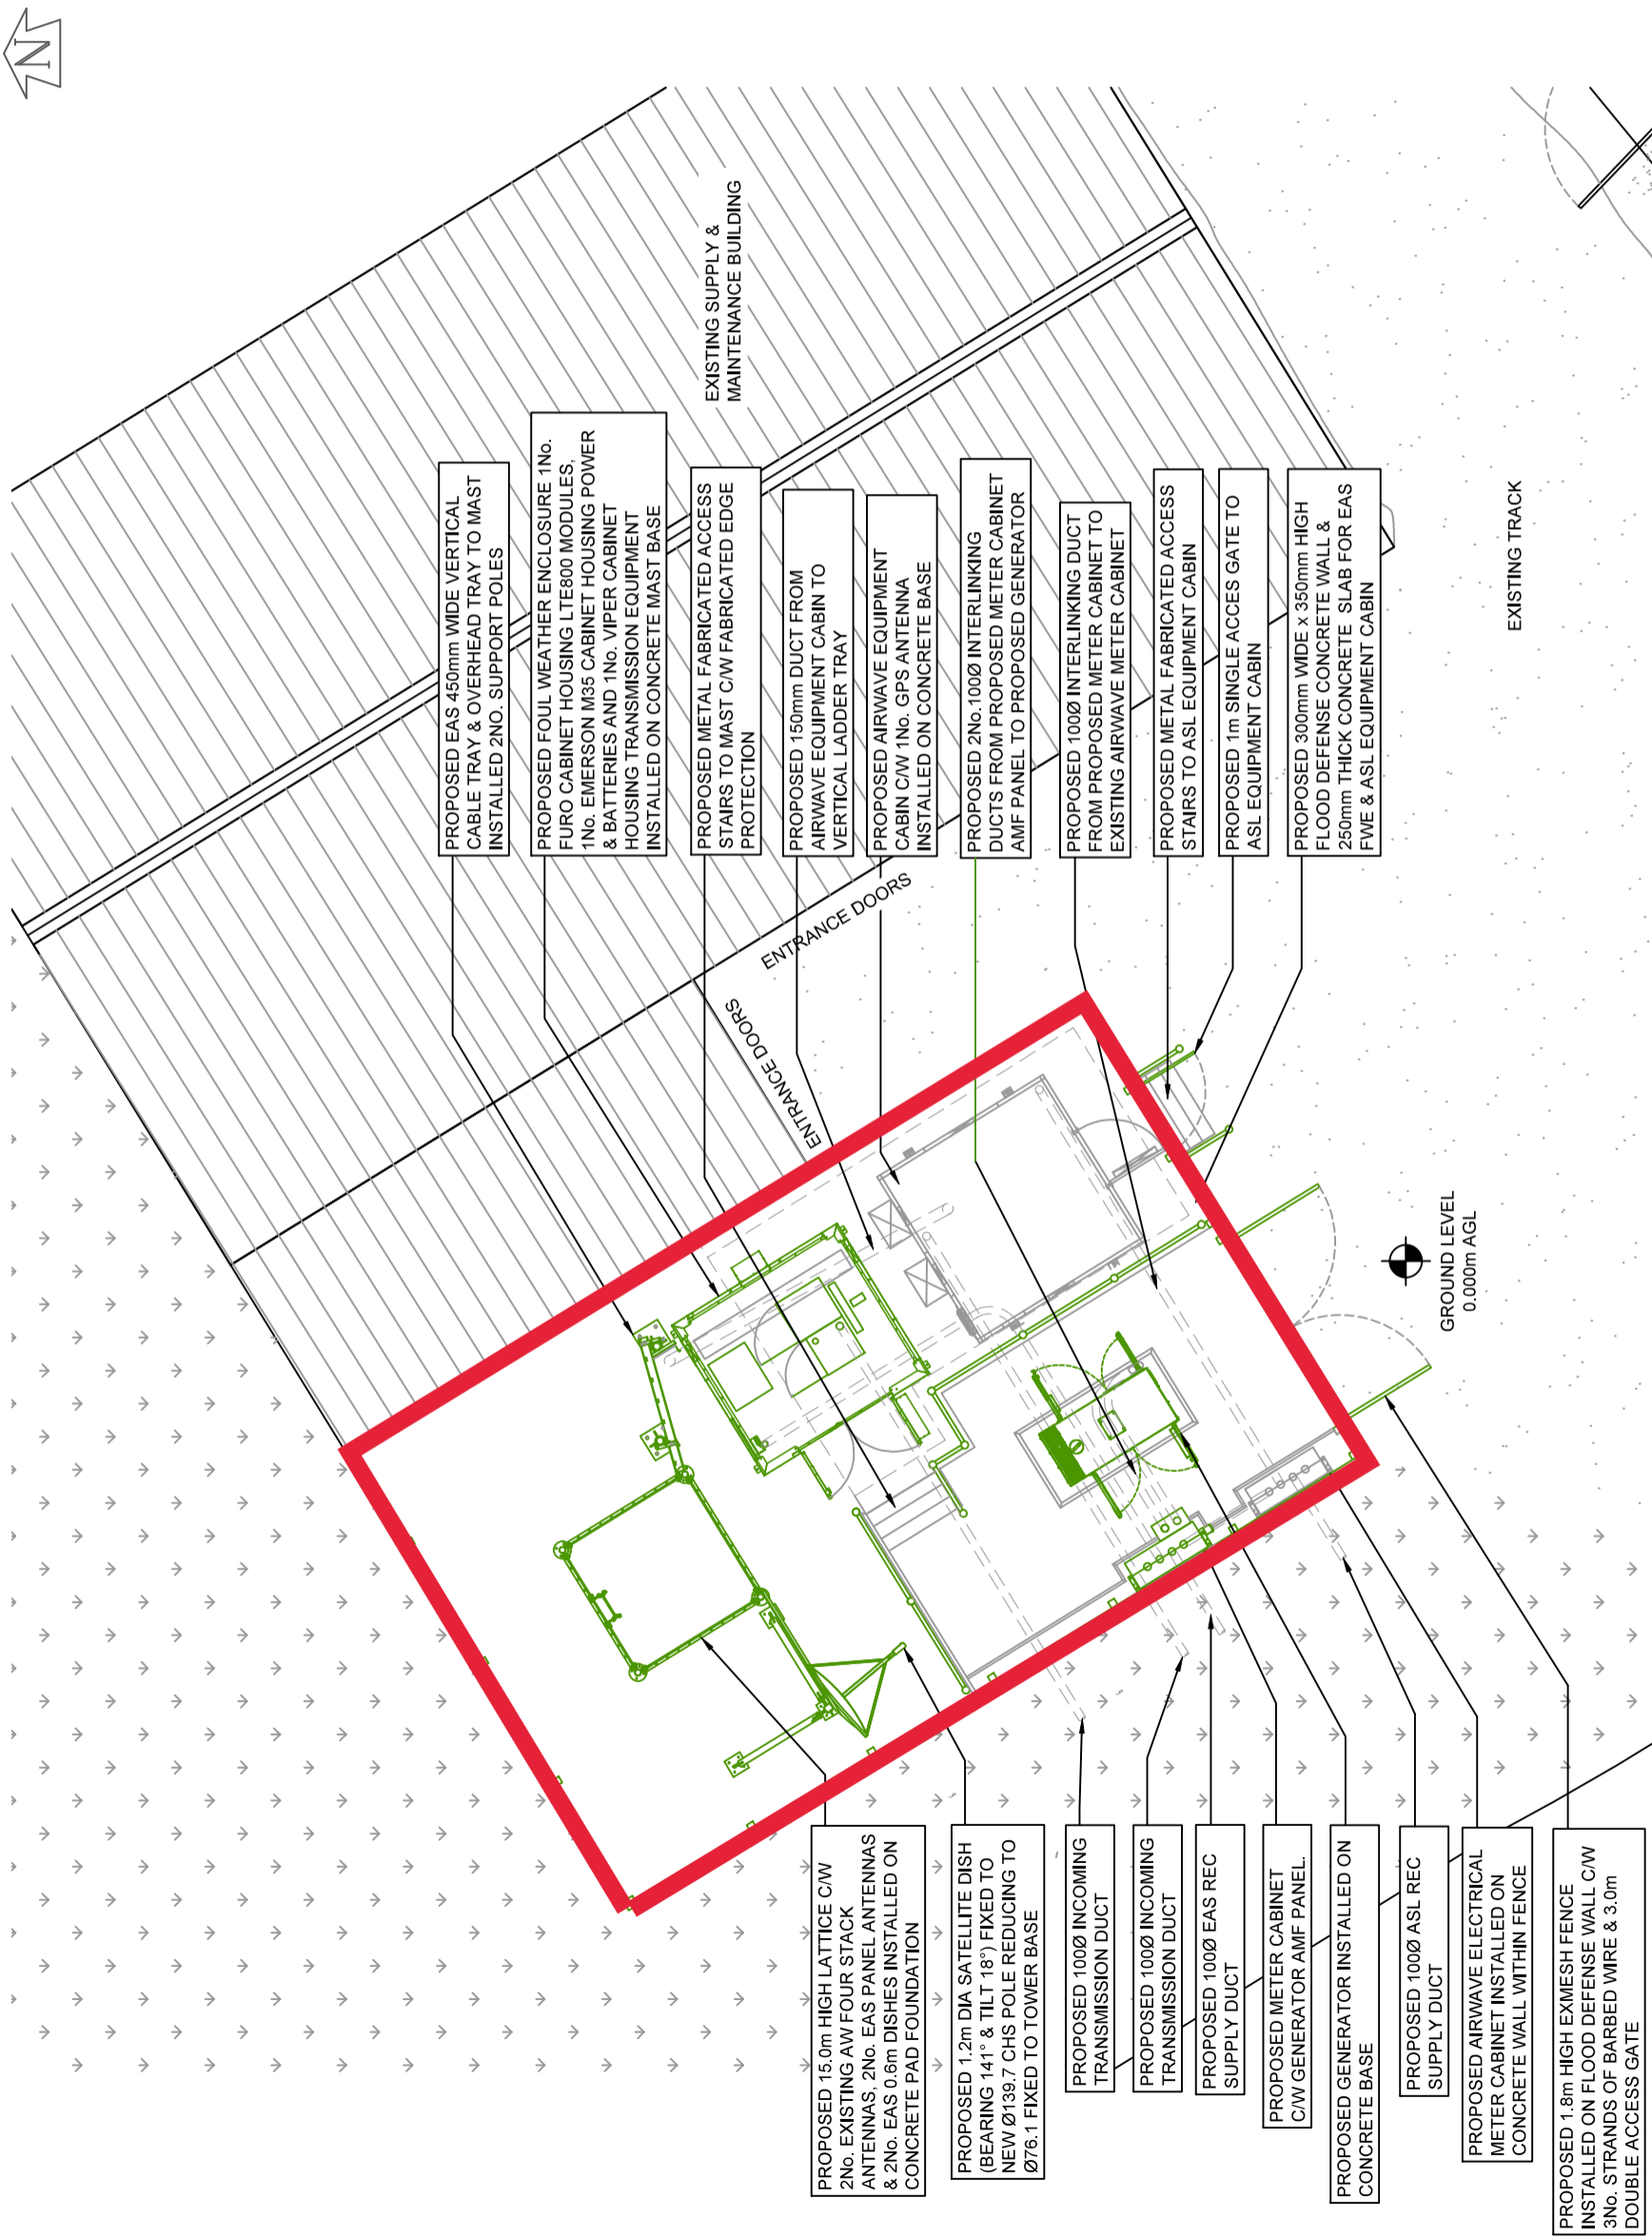 N
EXISTING SUPPLY &
MAINTENANCE BUILDING
PROPOSED EAS 450mm WIDE VERTICAL
CABLE TRAY & OVERHEAD TRAY TO MAST
INSTALLED 2NO. SUPPORT POLES
PROPOSED FOUL WEATHER ENCLOSURE 1No.
FURO CABINET HOUSING LTE800 MODULES,
1No. EMERSON M35 CABINET HOUSING POWER
& BATTERIES AND 1No. VIPER CABINET
HOUSING TRANSMISSION EQUIPMENT
INSTALLED ON CONCRETE MAST BASE
PROPOSED METAL FABRICATED ACCESS
STAIRS TO MAST C/W FABRICATED EDGE
PROTECTION
PROPOSED 150mm DUCT FROM
AIRWAVE EQUIPMENT CABIN TO
VERTICAL LADDER TRAY
PROPOSED AIRWAVE EQUIPMENT
CABIN C/W 1No. GPS ANTENNA
INSTALLED ON CONCRETE BASE
PROPOSED 2No.100Ø INTERLINKING
DUCTS FROM PROPOSED METER CABINET
AMF PANEL TO PROPOSED GENERATOR
PROPOSED 100Ø INTERLINKING DUCT
FROM PROPOSED METER CABINET TO
EXISTING AIRWAVE METER CABINET
PROPOSED METAL FABRICATED ACCESS
STAIRS TO ASL EQUIPMENT CABIN
PROPOSED 1m SINGLE ACCESS GATE TO
ASL EQUIPMENT CABIN
PROPOSED 300mm WIDE x 350mm HIGH
FLOOD DEFENSE CONCRETE WALL &
250mm THICK CONCRETE SLAB FOR EAS
FWE & ASL EQUIPMENT CABIN
EXISTING TRACK
ENTRANCE DOORS
ENTRANCE DOORS
GROUND LEVEL
0.000m AGL
PROPOSED 15.0m HIGH LATTICE C/W
2No. EXISTING AW FOUR STACK
ANTENNAS, 2No. EAS PANEL ANTENNAS
& 2No. EAS 0.6m DISHES INSTALLED ON
CONCRETE PAD FOUNDATION
PROPOSED 1.2m DIA SATELLITE DISH
(BEARING 141° & TILT 18°) FIXED TO
NEW Ø139.7 CHS POLE REDUCING TO
Ø76.1 FIXED TO TOWER BASE
PROPOSED 100Ø INCOMING
TRANSMISSION DUCT
PROPOSED 100Ø INCOMING
TRANSMISSION DUCT
PROPOSED 100Ø EAS REC
SUPPLY DUCT
PROPOSED METER CABINET
C/W GENERATOR AMF PANEL.
PROPOSED GENERATOR INSTALLED ON
CONCRETE BASE
PROPOSED 100Ø ASL REC
SUPPLY DUCT
PROPOSED AIRWAVE ELECTRICAL
METER CABINET INSTALLED ON
CONCRETE WALL WITHIN FENCE
PROPOSED 1.8m HIGH EXMESH FENCE
INSTALLED ON FLOOD DEFENSE WALL C/W
3No. STRANDS OF BARBED WIRE & 3.0m
DOUBLE ACCESS GATE